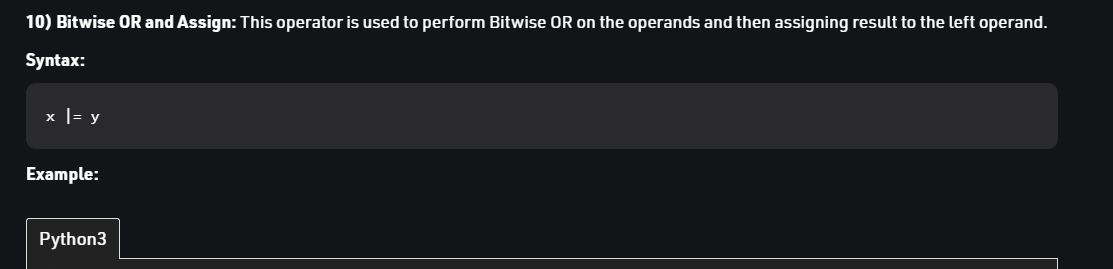 10) Bitwise OR and Assign: This operator is used to perform Bitwise OR on the operands and then assigning result to the left operand.
Syntax:
x |= y
Example:
Python3